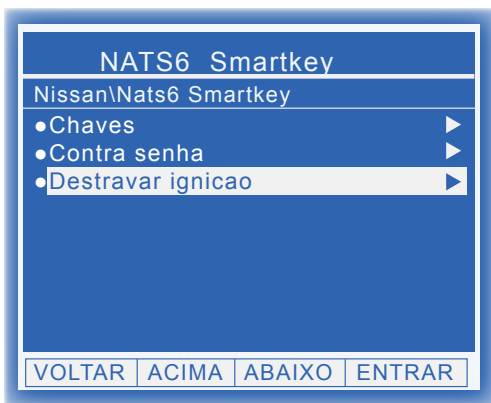 NATS6 Smartkey
Nissan\Nats6 Smartkey
●Chaves
●Contra senha
●Destravar ignicao
VOLTAR ACIMA ABAIXO ENTRAR